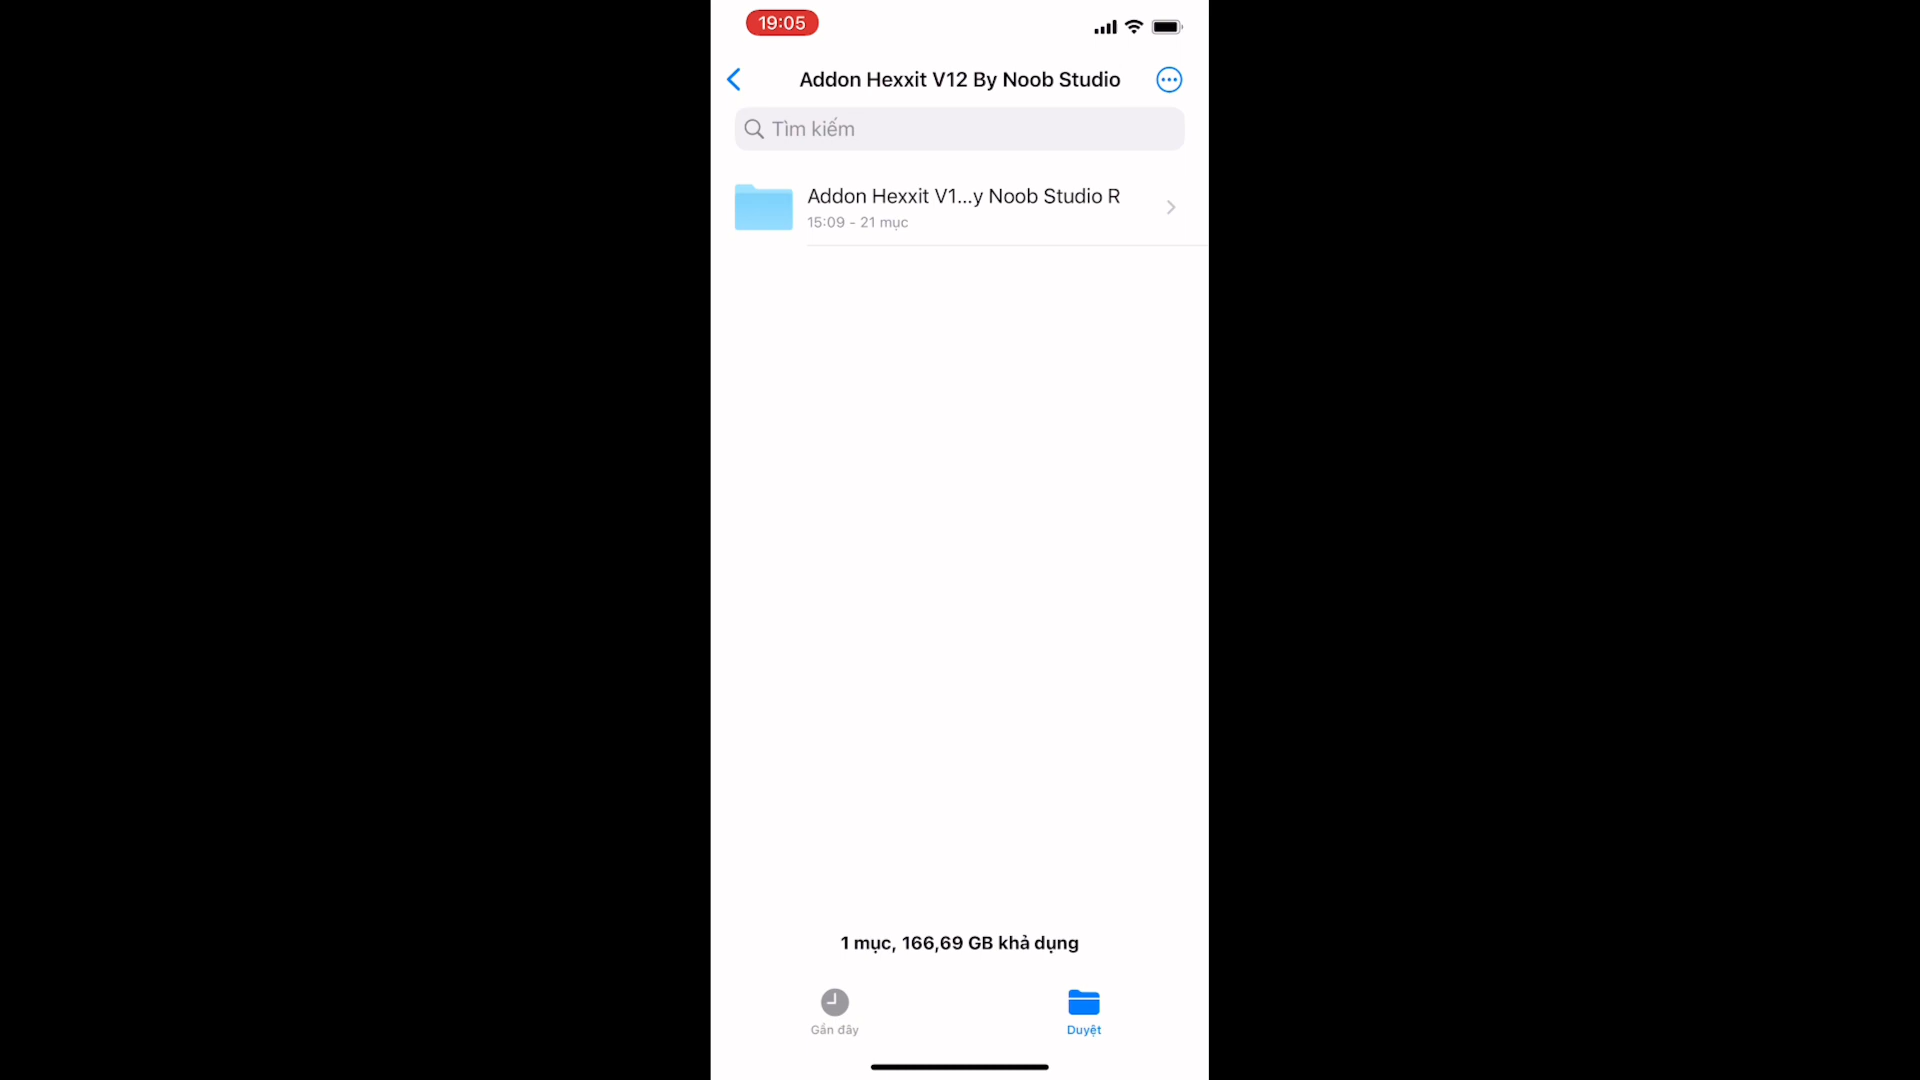 19:05
Addon Hexxit V12 By Noob Studio
Tìm kiếm
Addon Hexxit V1...y Noob Studio R
15:09 - 21 mục
1 mục, 166,69 GB khả dụng
Gần đây
Duyệt